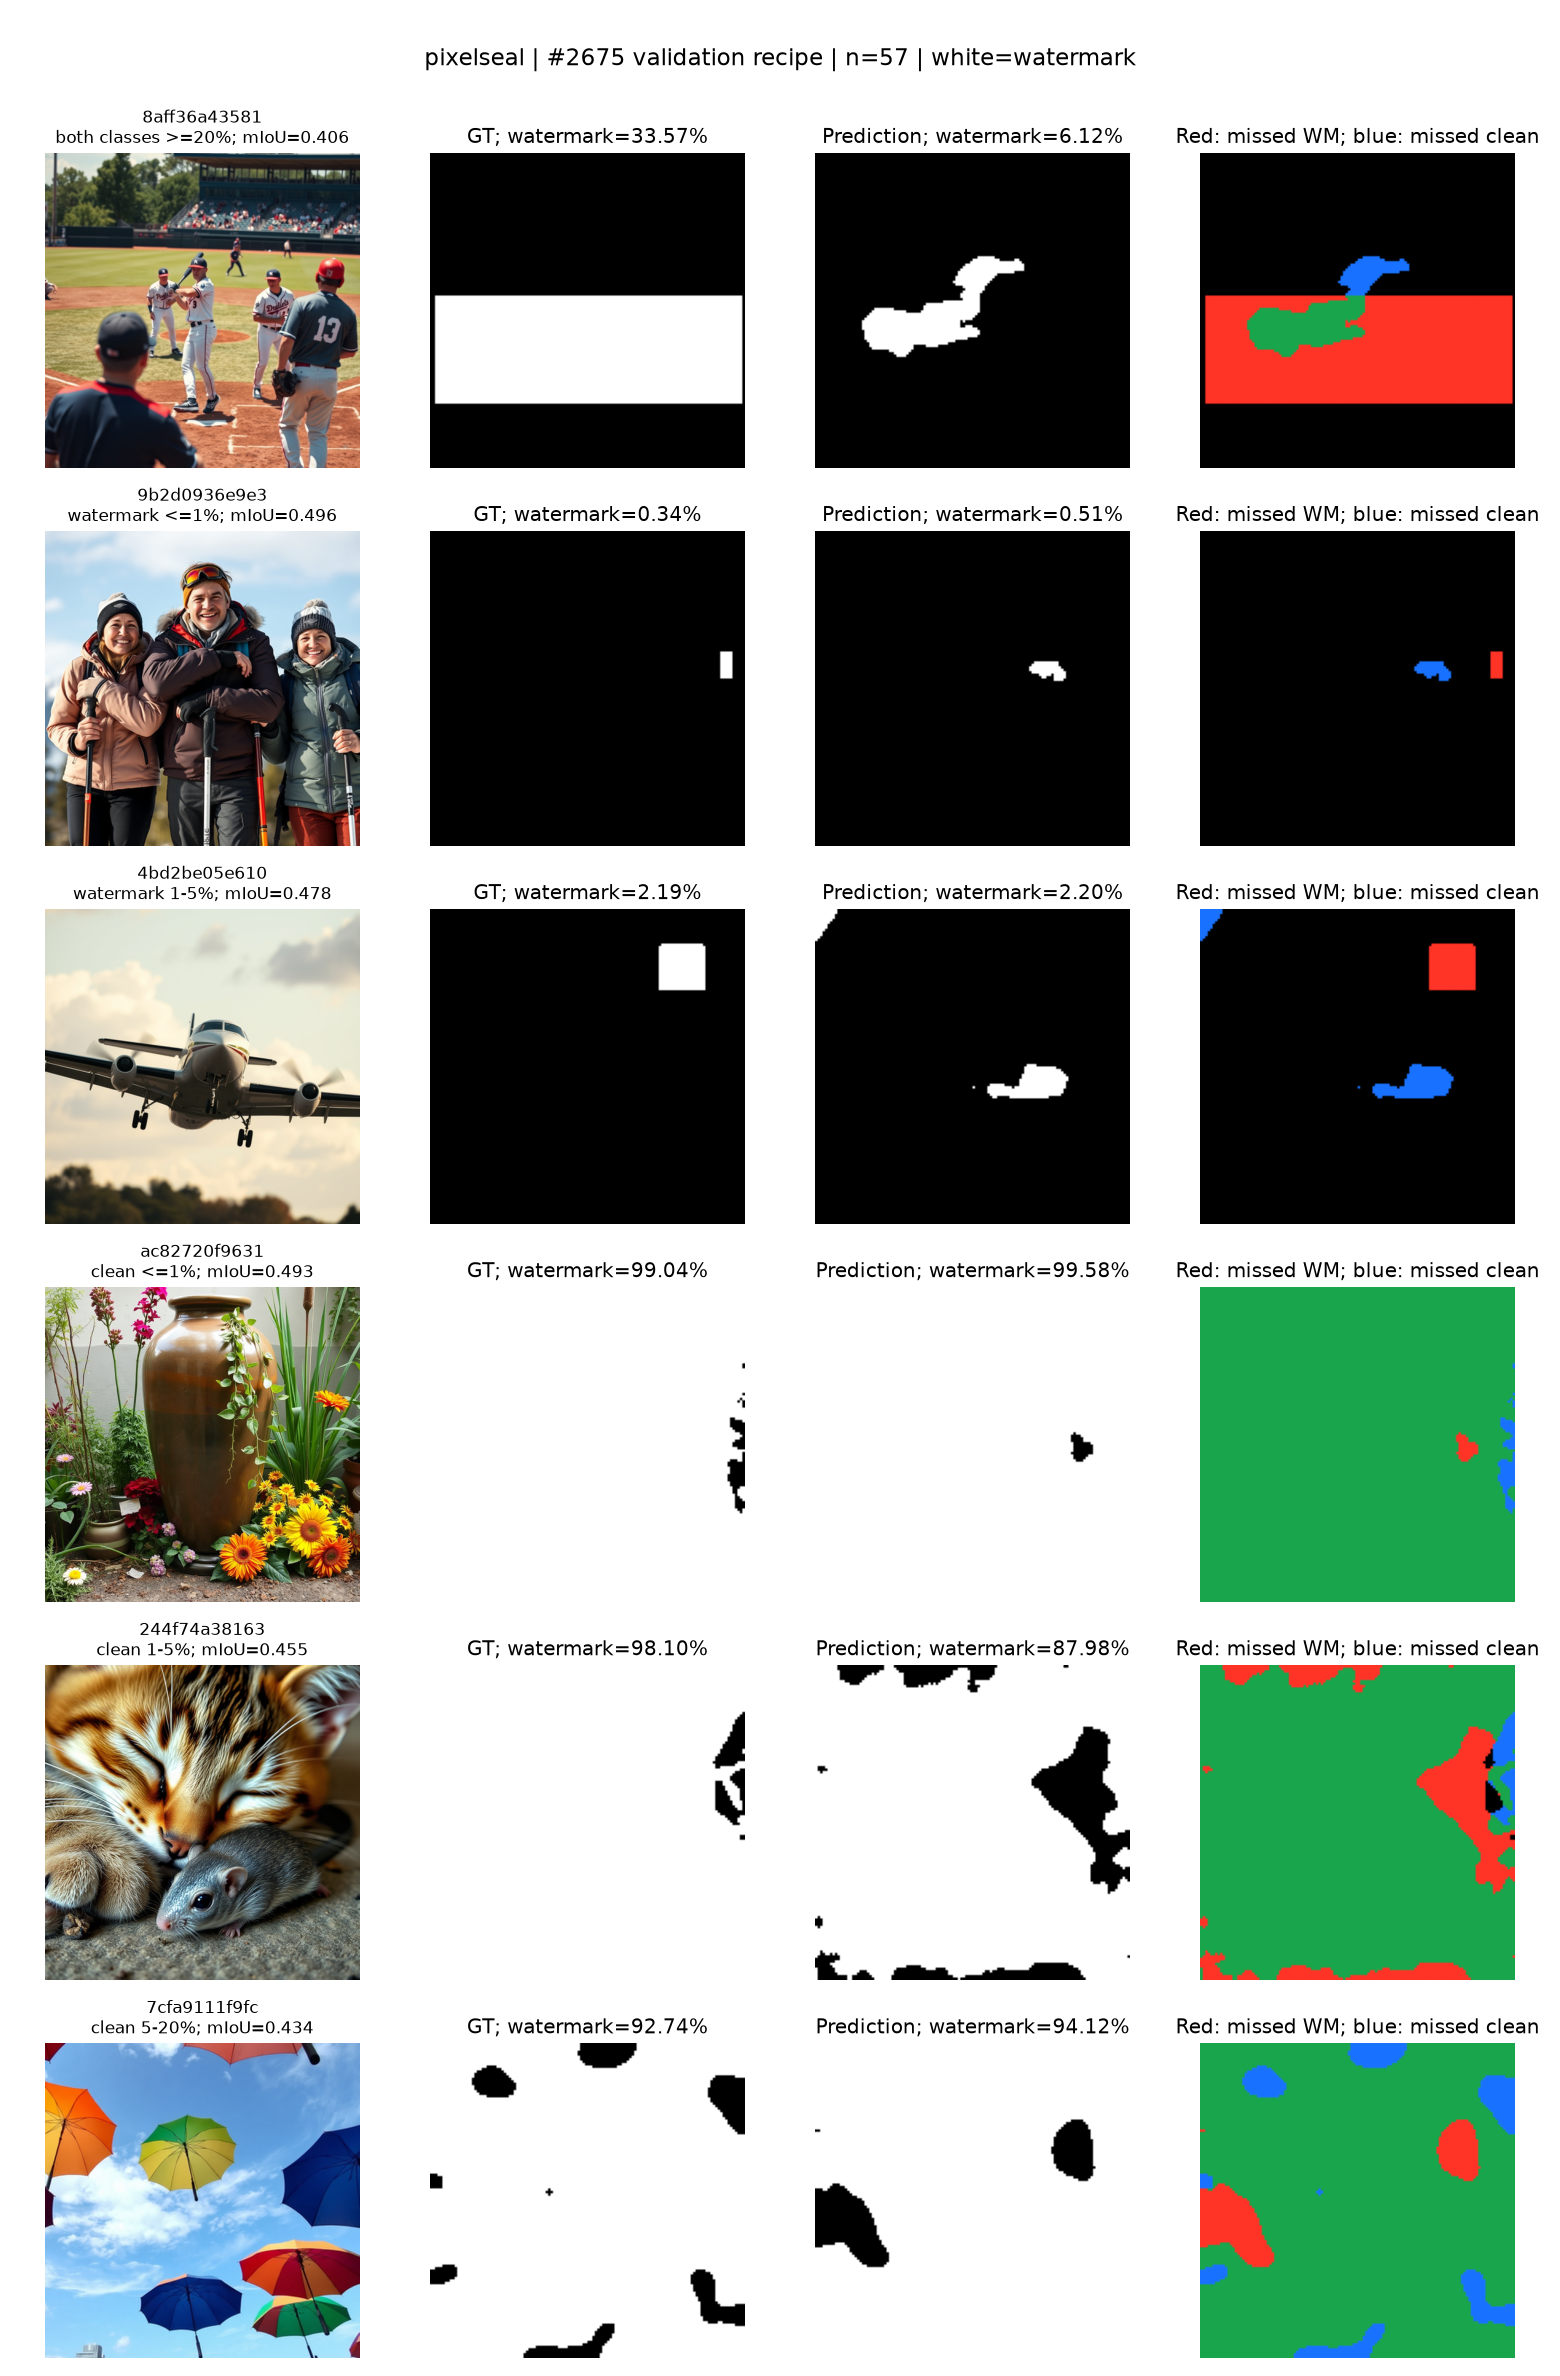 pixelseal | #2675 validation recipe | n=57 | white=watermark
8aff36a43581
both classes >=20%; mIoU=0.406
GT; watermark=33.57%
Prediction; watermark=6.12%
Red: missed WM; blue: missed clean
13
9b2d0936e9e3
watermark <=1%; mIoU=0.496
GT; watermark=0.34%
Prediction; watermark=0.51%
Red: missed WM; blue: missed clean
4bd2be05e610
watermark 1-5%; mIoU=0.478
GT; watermark=2.19%
Prediction; watermark=2.20%
Red: missed WM; blue: missed clean
ac82720f9631
clean <=1%; mIoU=0.493
GT; watermark=99.04%
Prediction; watermark=99.58%
Red: missed WM; blue: missed clean
244f74a38163
clean 1-5%; mIoU=0.455
GT; watermark=98.10%
Prediction; watermark=87.98%
Red: missed WM; blue: missed clean
7cfa9111f9fc
clean 5-20%; mIoU=0.434
GT; watermark=92.74%
Prediction; watermark=94.12%
Red: missed WM; blue: missed clean